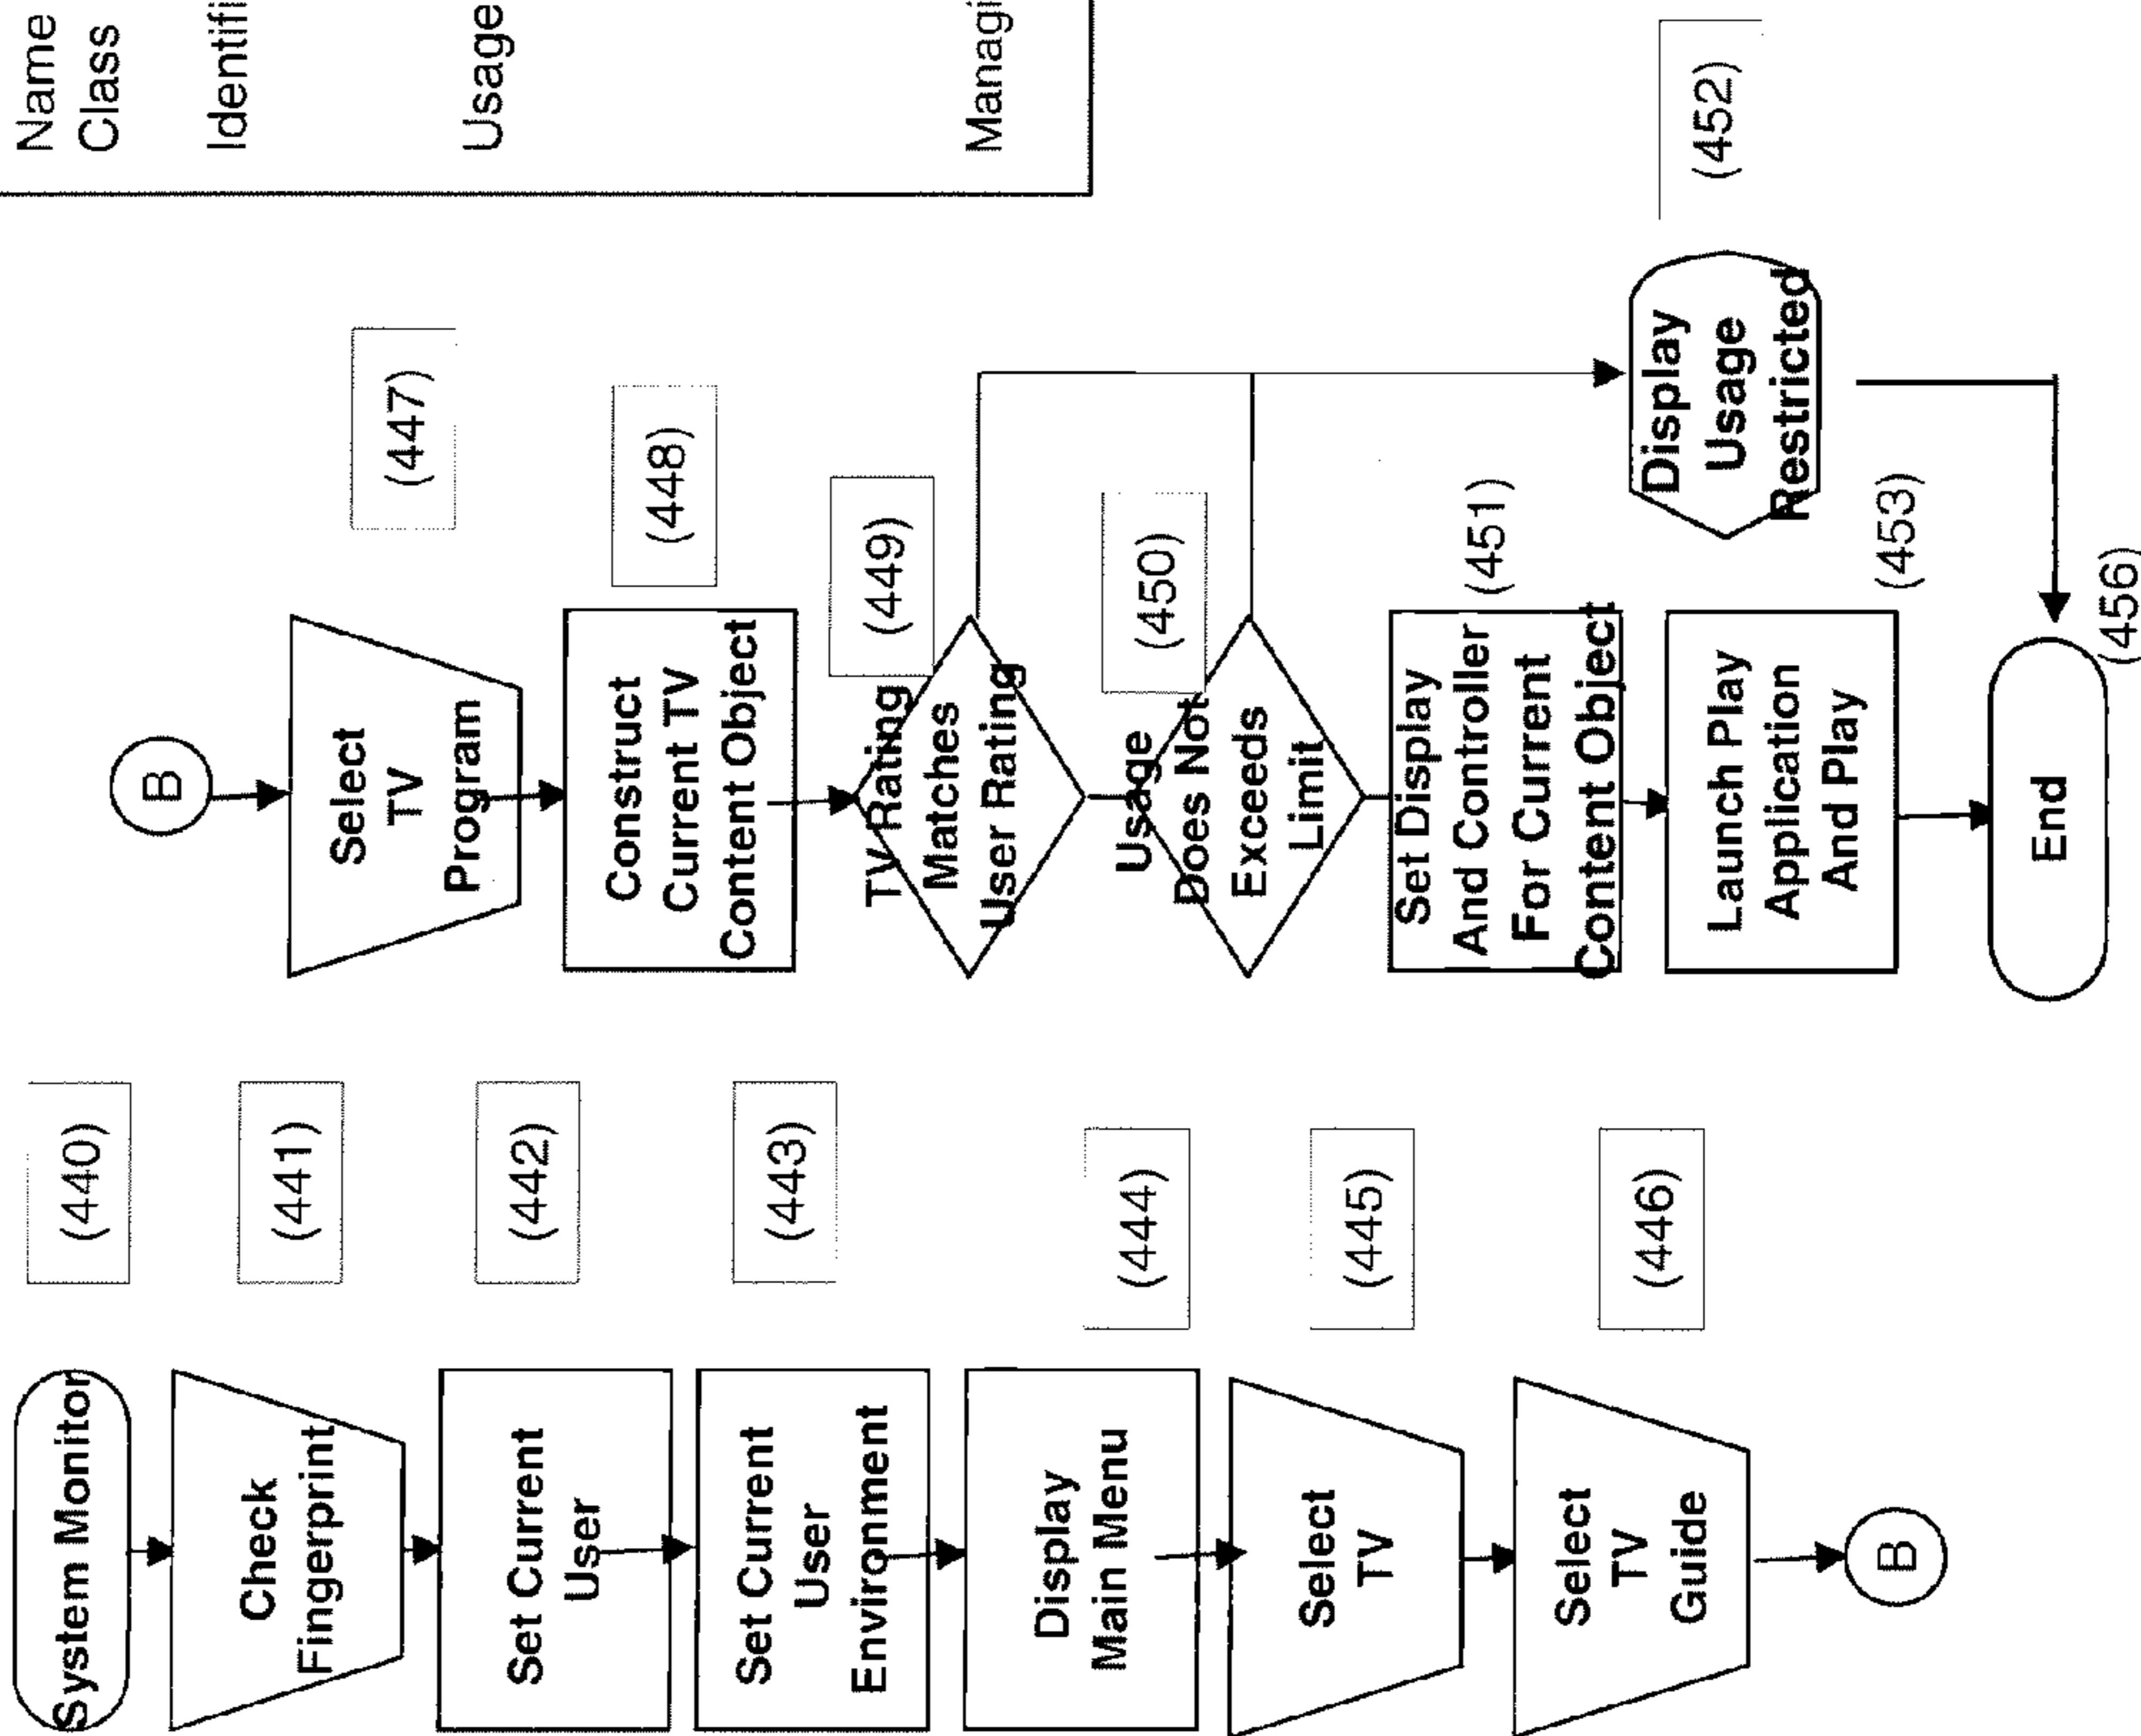 System Monitor
(440)
Check
Fingerprint
(441)
Set Current
User
(442)
Set Current
User
Environment
(443)
Display
Main Menu
(444)
Select
TV
(445)
Select
TV
Guide
(446)
B
B
Select
TV
Program
(447)
Construct
Current TV
Content Object
(448)
TV Rating
Matches
User Rating
(449)
Usage
Does Not
Exceeds
Limit
(450)
Set Display
And Controller
For Current
Content Object
(451)
Display
Usage
Restricted
(452)
Launch Play
Application
And Play
(453)
End
(456)
Name
Class
Identifi
Usage
Managi